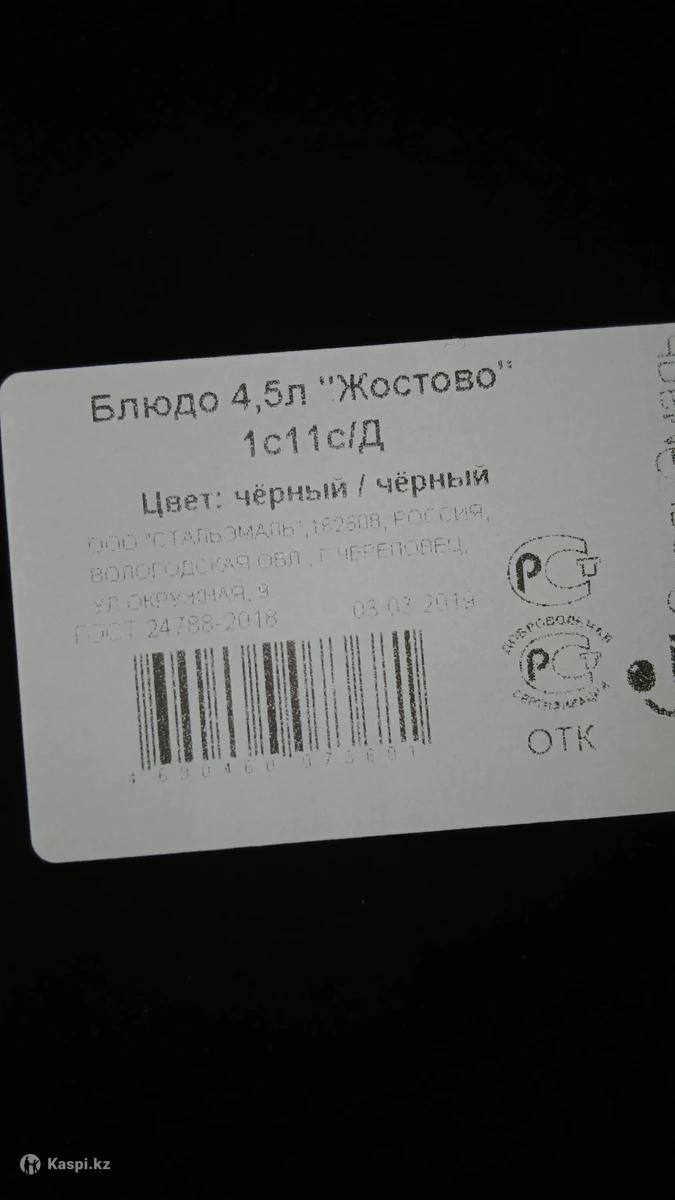 Блюдо 4,5л "Жостово"
1с11с/Д
Цвет: чёрный / чёрный
ООО "СТАЛЬЭМАЛЬ",162608, РОССИЯ,
ВОЛОГОДСКАЯ ОБЛ., Г.ЧЕРЕПОВЕЦ,
УЛ.ОКРУЖНАЯ, 9
ГОСТ 24788-2018 03.03.2019
ДОБРОВОЛЬНАЯ
ОТК
Kaspi.kz